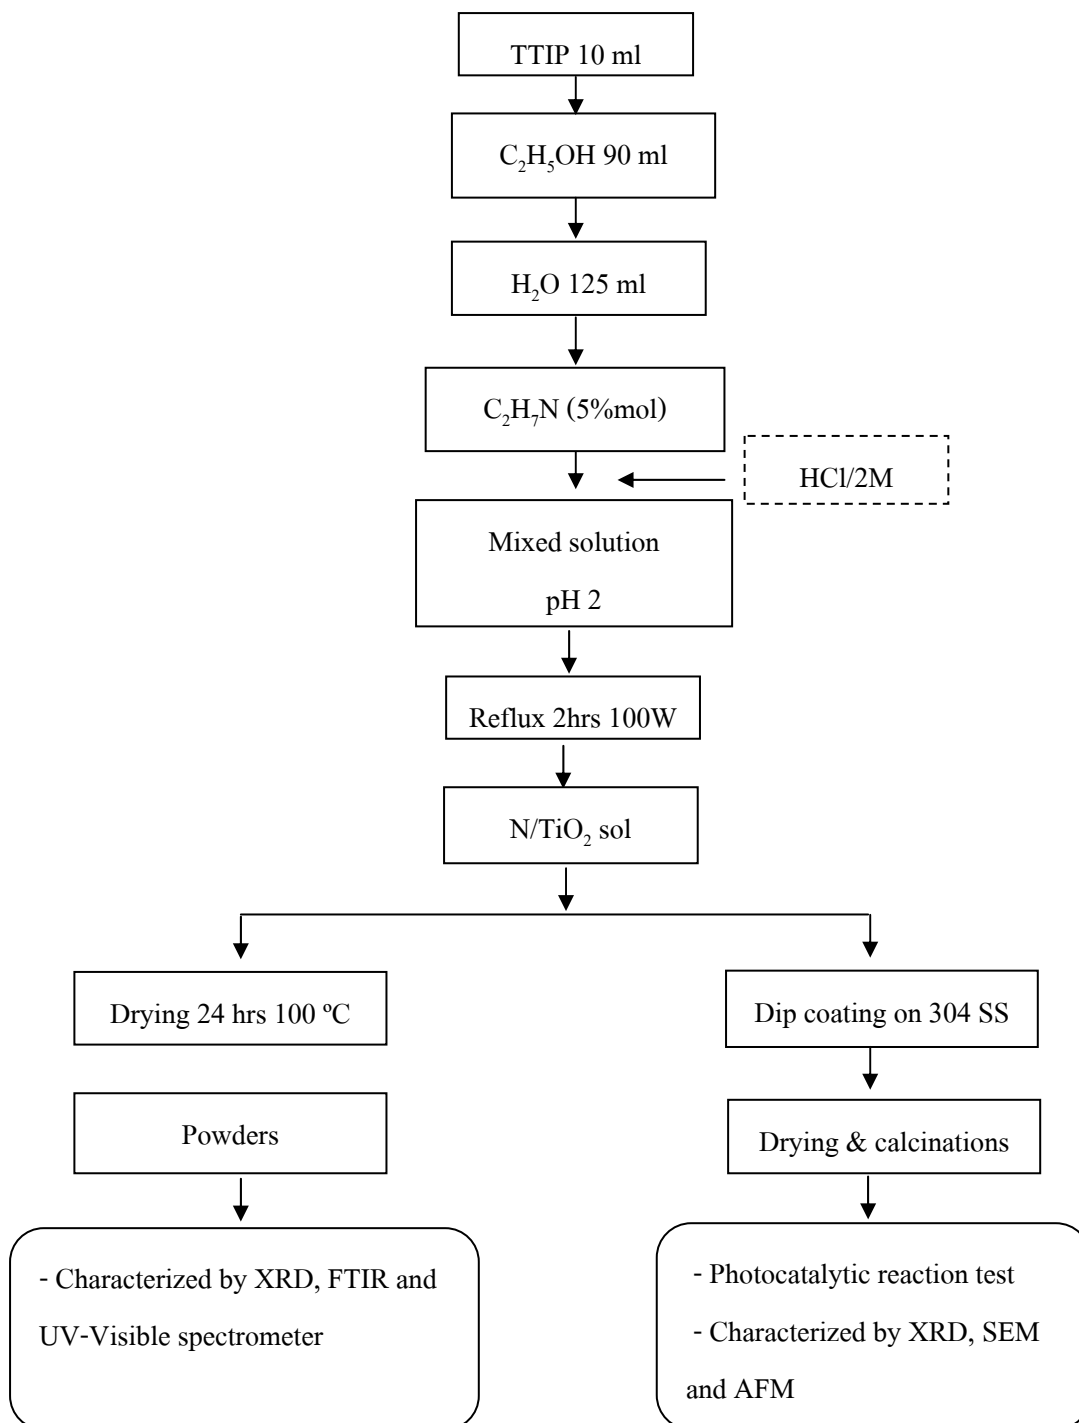 TTIP 10 ml
C₂H₅OH 90 ml
H₂O 125 ml
C₂H₇N (5%mol)
HCl/2M
Mixed solution
pH 2
Reflux 2hrs 100W
N/TiO₂ sol
Drying 24 hrs 100 ºC
Dip coating on 304 SS
Powders
Drying & calcinations
- Characterized by XRD, FTIR and
UV-Visible spectrometer
- Photocatalytic reaction test
- Characterized by XRD, SEM
and AFM